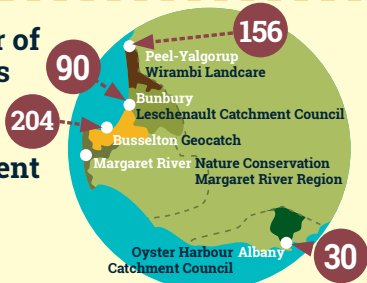 r of
s
ent
156
Peel-Yalgorup
Wirambi Landcare
90
Bunbury
Leschenault Catchment Council
204
Busselton Geocatch
Margaret River Nature Conservation
Margaret River Region
Oyster Harbour Albany
Catchment Council
30